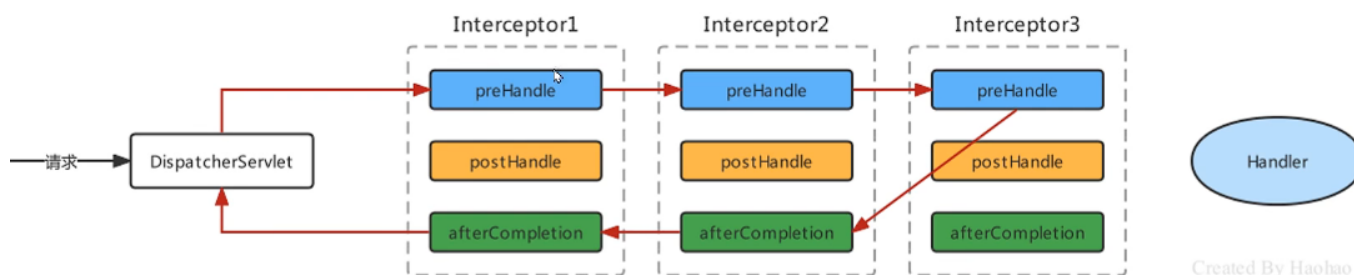 Interceptor1 Interceptor2 Interceptor3
preHandle preHandle preHandle
请求 DispatcherServlet postHandle postHandle postHandle Handler
afterCompletion afterCompletion afterCompletion
Created By Haohao